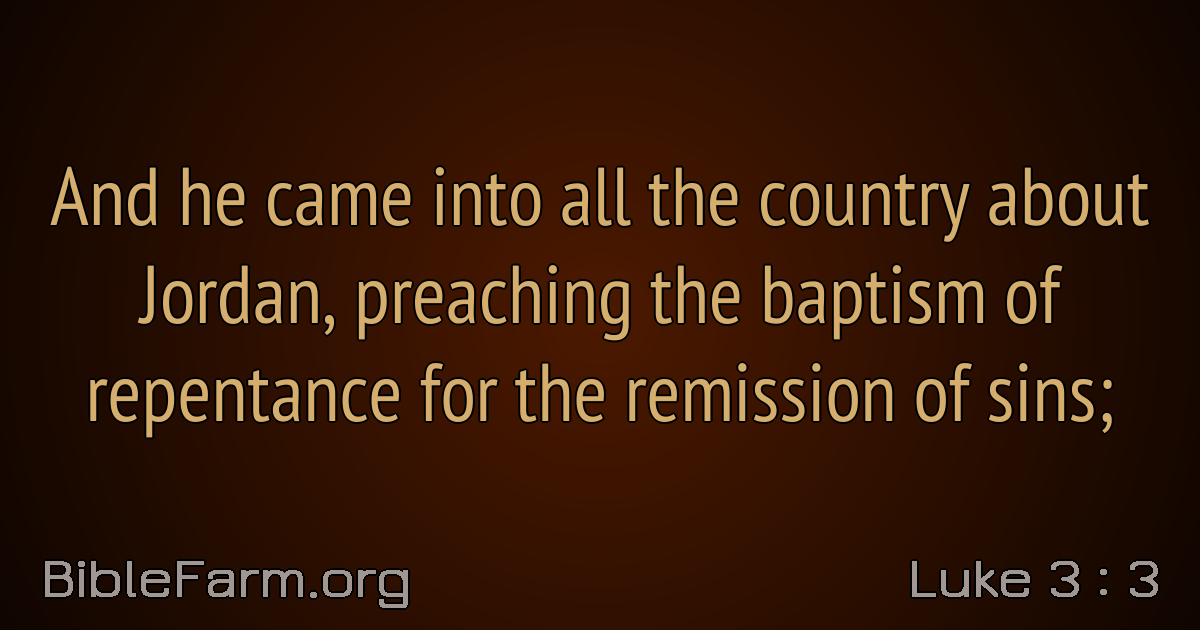 And he came into all the country about
Jordan, preaching the baptism of
repentance for the remission of sins;
BibleFarm.org
Luke 3 : 3